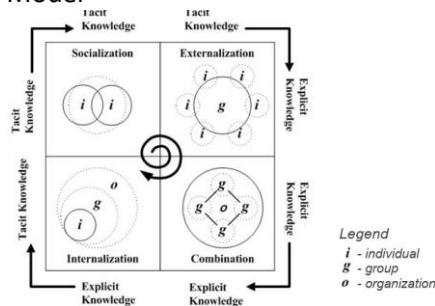 Model
Tacit Knowledge
Tacit Knowledge
Socialization
Externalization
i i
i i
i g i
i i
Tacit Knowledge
Explicit Knowledge
Tacit Knowledge
Explicit Knowledge
o
g
i
g
g o g
g
Internalization
Combination
Explicit Knowledge
Explicit Knowledge
Legend
i - individual
g - group
o - organization